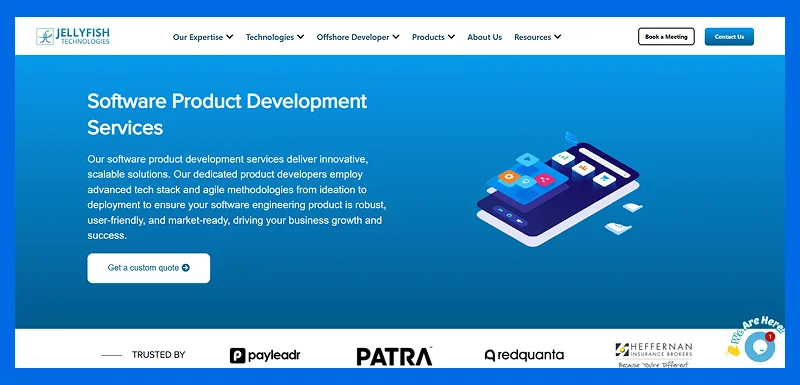 JELLYFISH
TECHNOLOGIES
Our Expertise Technologies Offshore Developer Products About Us Resources
Book a Meeting Contact Us
Software Product Development
Services
Our software product development services deliver innovative,
scalable solutions. Our dedicated product developers employ
advanced tech stack and agile methodologies from ideation to
deployment to ensure your software engineering product is robust,
user-friendly, and market-ready, driving your business growth and
success.
Get a custom quote
We Are Here!
1
TRUSTED BY payleadr PATRA redquanta HEFFERNAN
INSURANCE BROKERS
Because You're Different